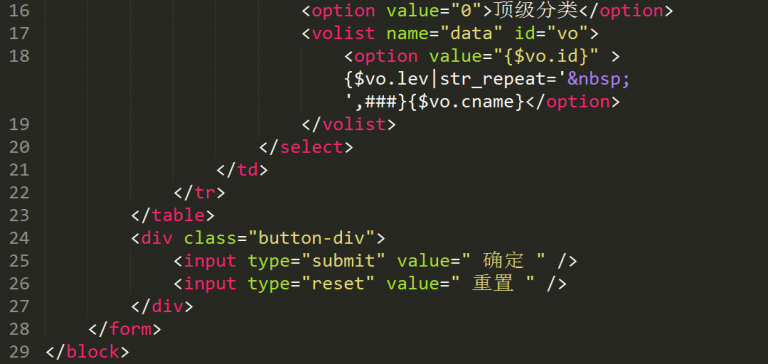 16 <option value="0">顶级分类</option>
17 <volist name="data" id="vo">
18 <option value="{$vo.id}" >
{$vo.lev|str_repeat='&nbsp;
',###}{$vo.cname}</option>
19 </volist>
20 </select>
21 </td>
22 </tr>
23 </table>
24 <div class="button-div">
25 <input type="submit" value=" 确定 " />
26 <input type="reset" value=" 重置 " />
27 </div>
28 </form>
29 </block>